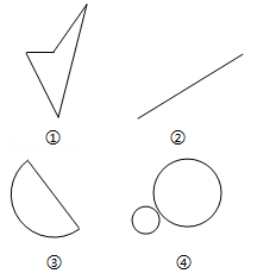 ① ②
③ ④